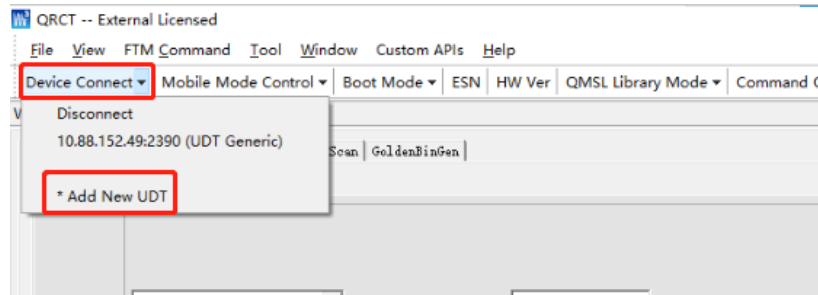 QRCT -- External Licensed
File View FTM Command Tool Window Custom APIs Help
Device Connect Mobile Mode Control Boot Mode ESN HW Ver QMSL Library Mode Command
Disconnect
10.88.152.49:2390 (UDT Generic)
Scan GoldenBinGen
* Add New UDT